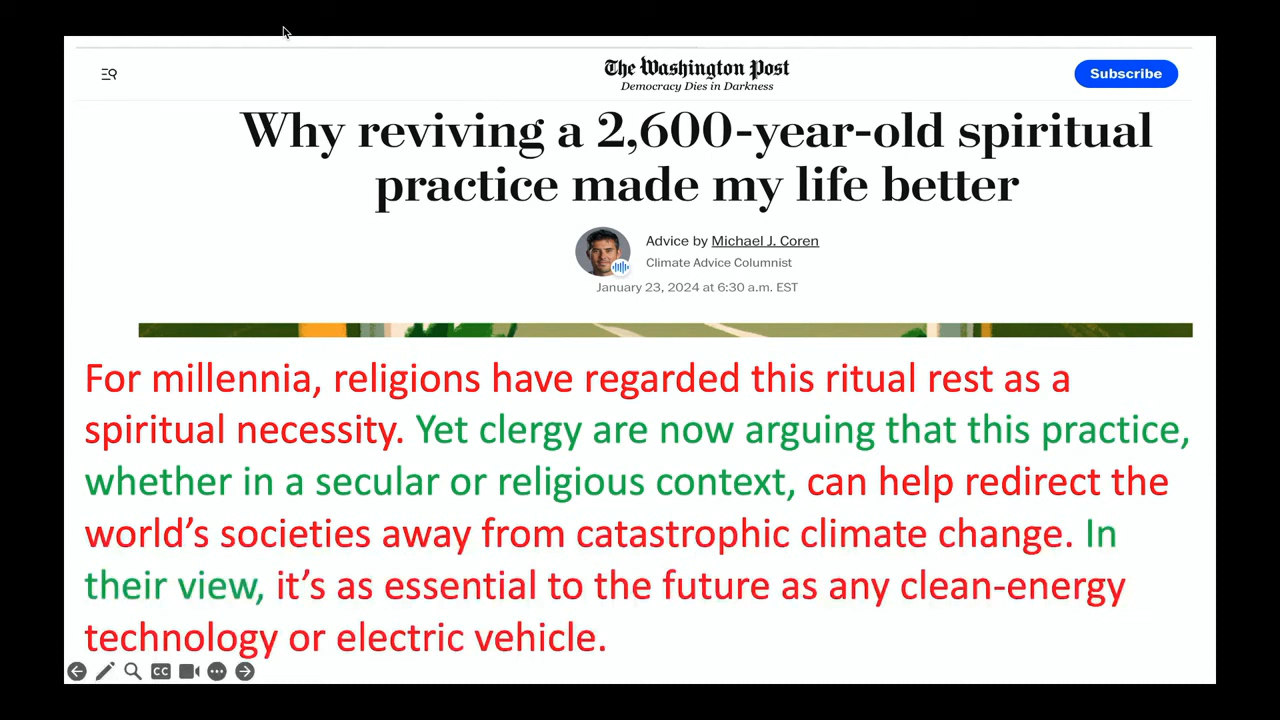 The Washington Post
Democracy Dies in Darkness
Subscribe
Why reviving a 2,600-year-old spiritual
practice made my life better
Advice by Michael J. Coren
Climate Advice Columnist
January 23, 2024 at 6:30 a.m. EST
For millennia, religions have regarded this ritual rest as a
spiritual necessity. Yet clergy are now arguing that this practice,
whether in a secular or religious context, can help redirect the
world’s societies away from catastrophic climate change. In
their view, it’s as essential to the future as any clean-energy
technology or electric vehicle.
CC